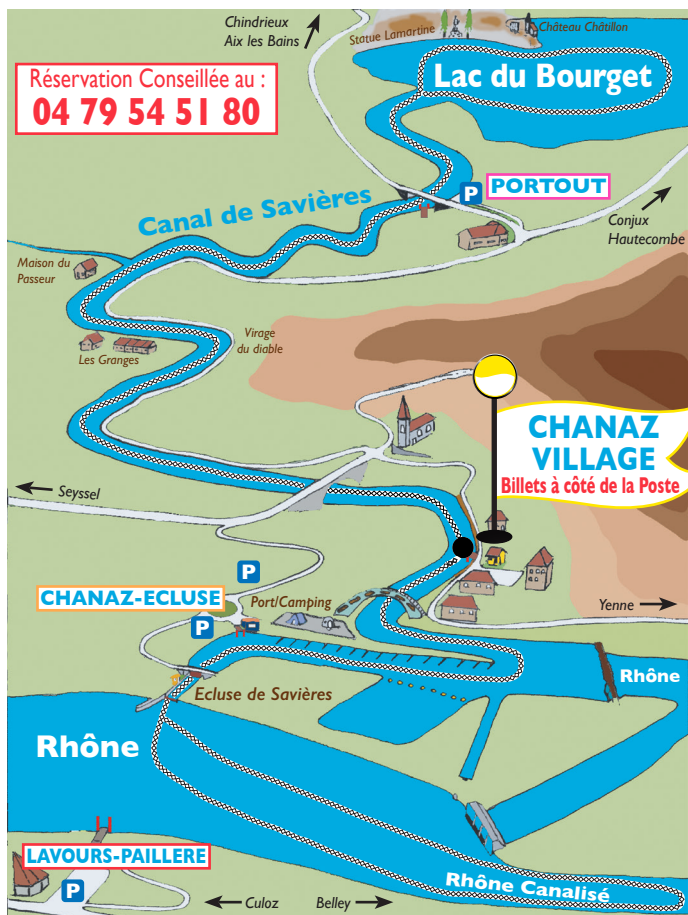 Chindrieux
Aix les Bains
Statue Lamartine
Château Châtillon
Lac du Bourget
Réservation Conseillée au :
04 79 54 51 80
P
PORTOUT
Canal de Savières
Conjux
Hautecombe
Maison du
Passeur
Virage
du diable
Les Granges
CHANAZ
VILLAGE
Billets à côté de la Poste
Seyssel
P
CHANAZ-ECLUSE
Port/Camping
P
Yenne
Rhône
Ecluse de Savières
Rhône
LAVOURS-PAILLERE
P
Rhône Canalisé
Culoz
Belley